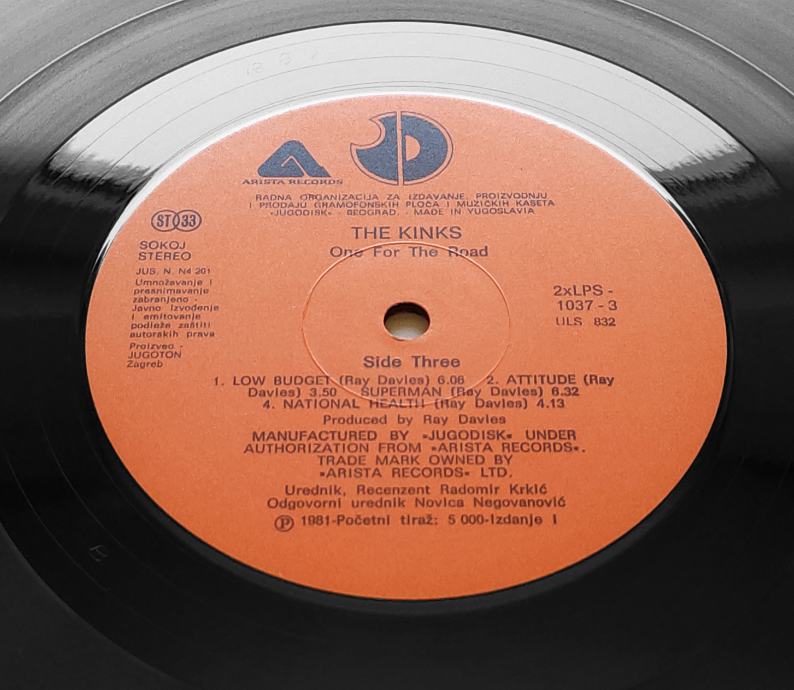 ARISTA RECORDS
RADNA ORGANIZACIJA ZA IZDAVANJE, PROIZVODNJU
I PRODAJU GRAMOFONSKIH PLOČA I MUZIČKIH KASETA
»JUGODISK« - BEOGRAD. - MADE IN YUGOSLAVIA
THE KINKS
One For The Road
ST 33
SOKOJ
STEREO
JUS. N. N4 201
Umnožavanje i
presnimavanje
zabranjeno -
Javno izvođenje
i emitovanje
podleže zaštiti
autorskih prava
Proizveo -
JUGOTON
Zagreb
2xLPS -
1037 - 3
ULS 832
Side Three
1. LOW BUDGET (Ray Davies) 6.06 2. ATTITUDE (Ray
Davies) 3.50 SUPERMAN (Ray Davies) 6.32
4. NATIONAL HEALTH (Ray Davies) 4.13
Produced by Ray Davies
MANUFACTURED BY »JUGODISK« UNDER
AUTHORIZATION FROM »ARISTA RECORDS«.
TRADE MARK OWNED BY
»ARISTA RECORDS« LTD.
Urednik, Recenzent Radomir Krkić
Odgovorni urednik Novica Negovanović
Ⓟ 1981-Početni tiraž: 5 000-Izdanje I